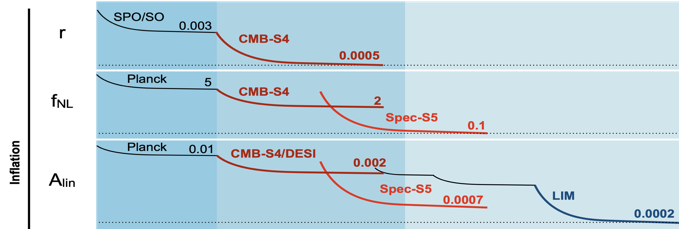 Inflation
r
SPO/SO
0.003
CMB-S4
0.0005
fNL
Planck
5
CMB-S4
2
Spec-S5
0.1
Alin
Planck
0.01
CMB-S4/DESI
0.002
Spec-S5
0.0007
LIM
0.0002